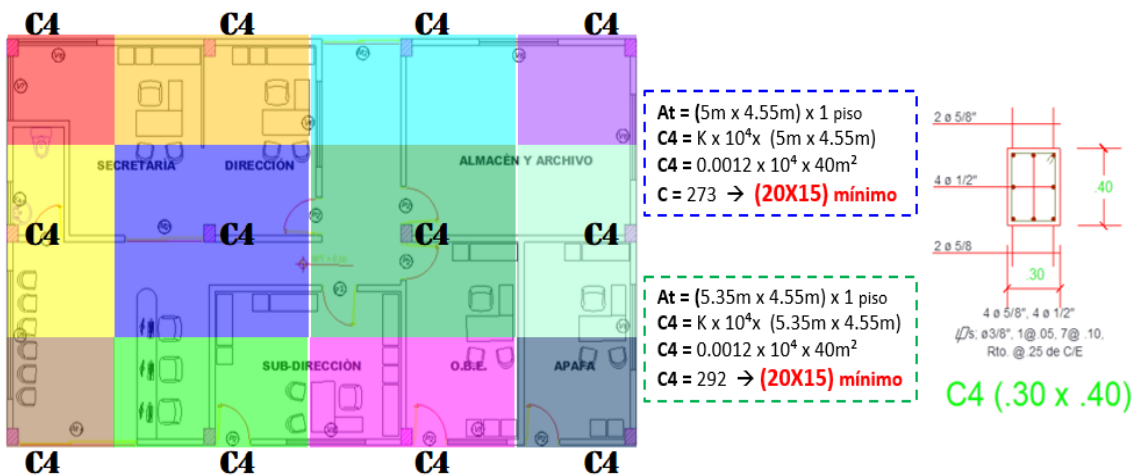 C4 C4 C4 C4
SECRETARÍA DIRECCIÓN ALMACÉN Y ARCHIVO
C4 C4 C4 C4
SUB-DIRECCIÓN O.B.E. APAFA
C4 C4 C4 C4
At = (5m x 4.55m) x 1 piso
C4 = K x 10⁴x (5m x 4.55m)
C4 = 0.0012 x 10⁴ x 40m²
C = 273 → (20X15) mínimo
At = (5.35m x 4.55m) x 1 piso
C4 = K x 10⁴x (5.35m x 4.55m)
C4 = 0.0012 x 10⁴ x 40m²
C4 = 292 → (20X15) mínimo
2 ø 5/8"
4 ø 1/2"
.40
2 ø 5/8
.30
4 ø 5/8", 4 ø 1/2"
s; ø3/8", 1@.05, 7@ .10,
Rto. @.25 de C/E
C4 (.30 x .40)